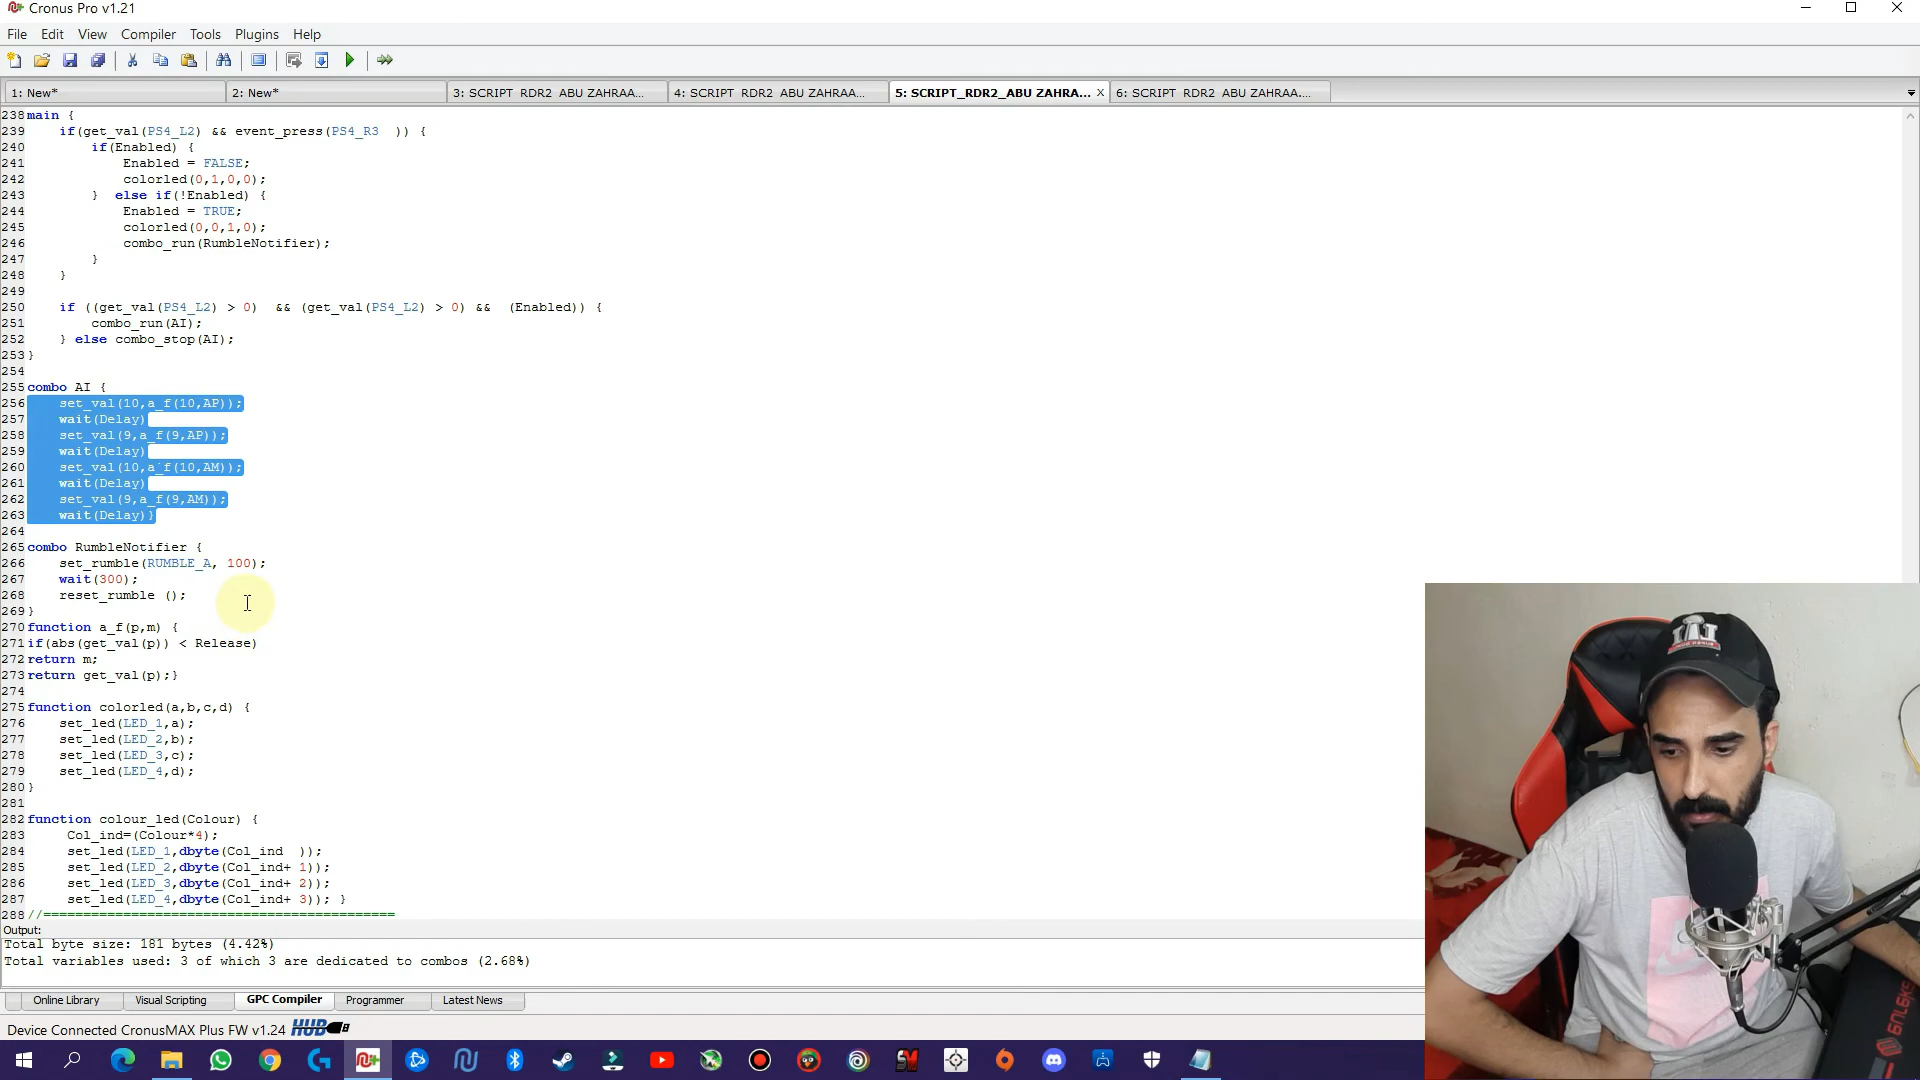 Cronus Pro v1.21
File Edit View Compiler Tools Plugins Help
1: New* 2: New* 3: SCRIPT RDR2 ABU ZAHRAA... 4: SCRIPT RDR2 ABU ZAHRAA... 5: SCRIPT_RDR2_ABU ZAHRA... X 6: SCRIPT RDR2 ABU ZAHRAA....
238 main {
239 if(get_val(PS4_L2) && event_press(PS4_R3 )) {
240 if(Enabled) {
241 Enabled = FALSE;
242 colorled(0,1,0,0);
243 } else if(!Enabled) {
244 Enabled = TRUE;
245 colorled(0,0,1,0);
246 combo_run(RumbleNotifier);
247 }
248 }
249
250 if ((get_val(PS4_L2) > 0) && (get_val(PS4_L2) > 0) && (Enabled)) {
251 combo_run(AI);
252 } else combo_stop(AI);
253 }
254
255 combo AI {
256 set_val(10,a_f(10,AP));
257 wait(Delay)
258 set_val(9,a_f(9,AP));
259 wait(Delay)
260 set_val(10,a_f(10,AM));
261 wait(Delay)
262 set_val(9,a_f(9,AM));
263 wait(Delay)}
264
265 combo RumbleNotifier {
266 set_rumble(RUMBLE_A, 100);
267 wait(300);
268 reset_rumble ();
269 }
270 function a_f(p,m) {
271 if(abs(get_val(p)) < Release)
272 return m;
273 return get_val(p);}
274
275 function colorled(a,b,c,d) {
276 set_led(LED_1,a);
277 set_led(LED_2,b);
278 set_led(LED_3,c);
279 set_led(LED_4,d);
280 }
281
282 function colour_led(Colour) {
283 Col_ind=(Colour*4);
284 set_led(LED_1,dbyte(Col_ind ));
285 set_led(LED_2,dbyte(Col_ind+ 1));
286 set_led(LED_3,dbyte(Col_ind+ 2));
287 set_led(LED_4,dbyte(Col_ind+ 3)); }
288 //============================================
Output:
Total byte size: 181 bytes (4.42%)
Total variables used: 3 of which 3 are dedicated to combos (2.68%)
Online Library Visual Scripting GPC Compiler Programmer Latest News
Device Connected CronusMAX Plus FW v1.24 HUB